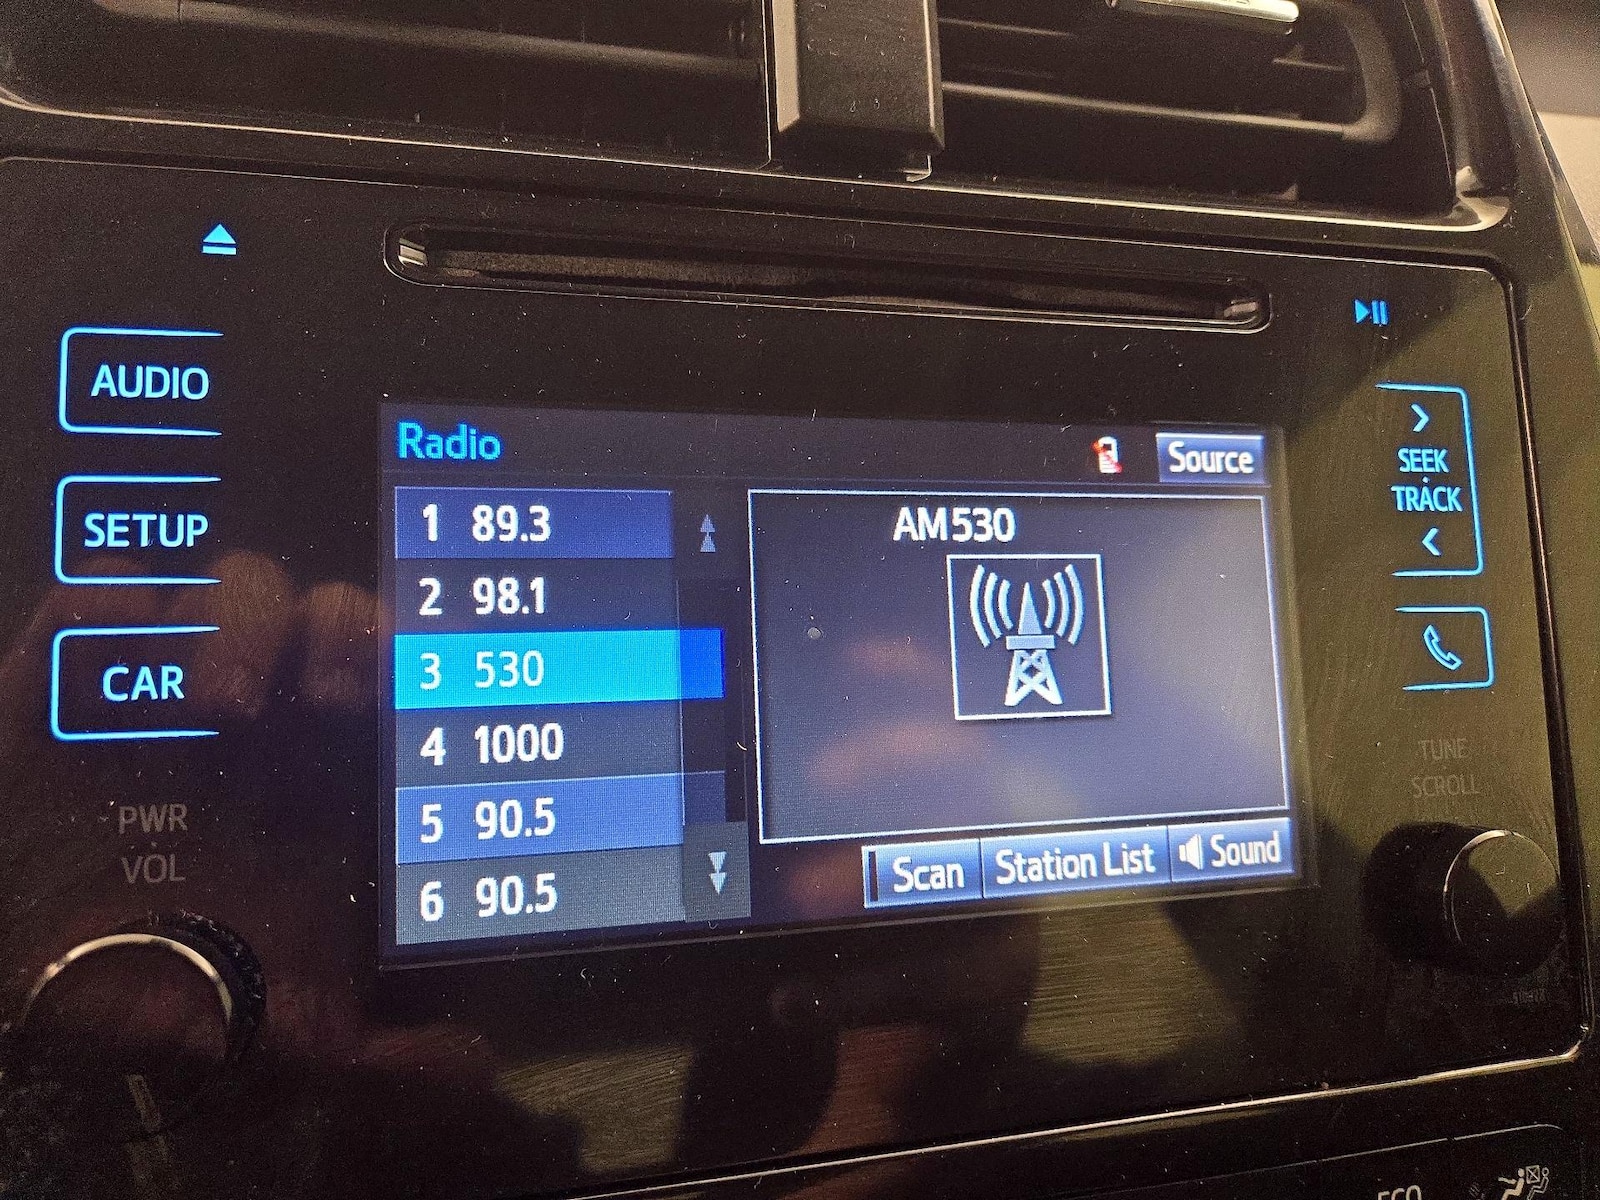 AUDIO
SETUP
CAR
PWR
VOL
Radio
Source
1 89.3
2 98.1
3 530
4 1000
5 90.5
6 90.5
AM530
Scan
Station List
Sound
SEEK
TRACK
TUNE
SCROLL
ECO